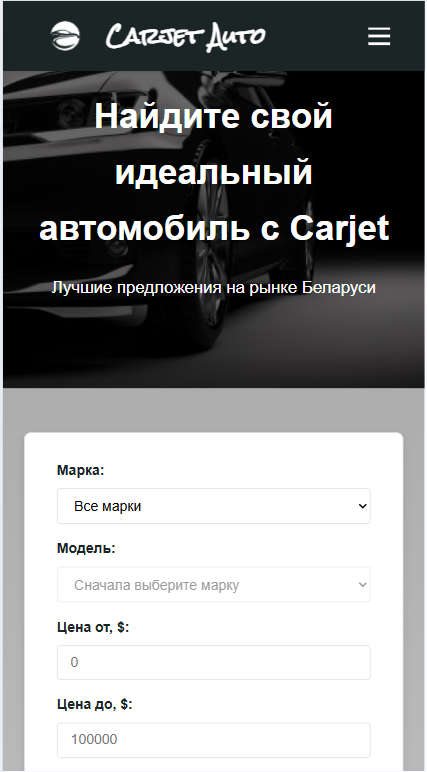 Carjet Auto
Найдите свой
идеальный
автомобиль с Carjet
Лучшие предложения на рынке Беларуси
Марка:
Все марки
Модель:
Сначала выберите марку
Цена от, $:
0
Цена до, $:
100000